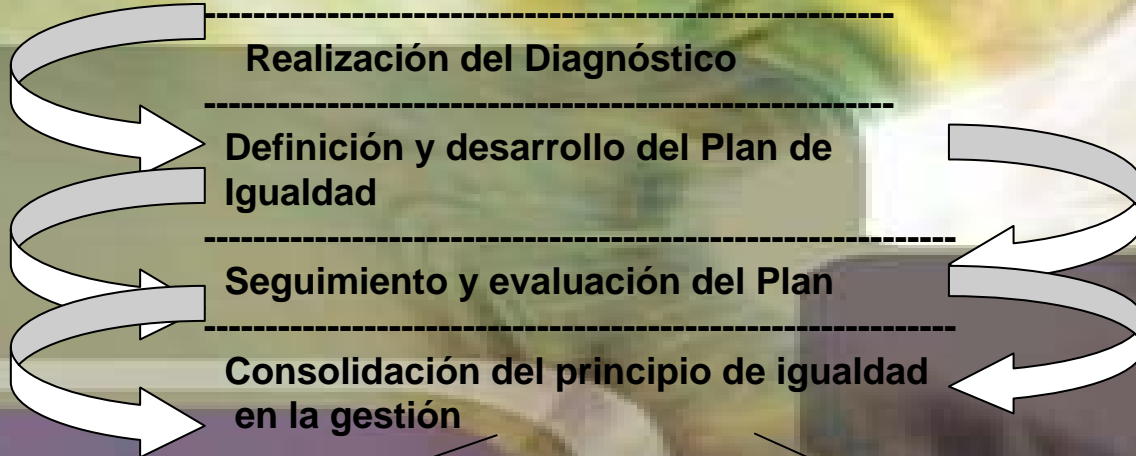 Realización del Diagnóstico
Definición y desarrollo del Plan de
Igualdad
Seguimiento y evaluación del Plan
Consolidación del principio de igualdad
en la gestión